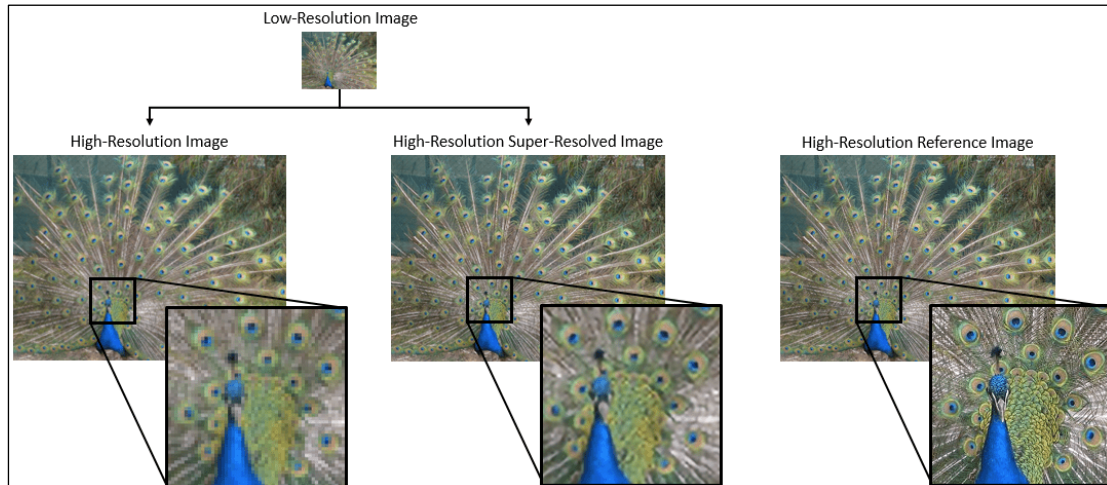 Low-Resolution Image
High-Resolution Image
High-Resolution Super-Resolved Image
High-Resolution Reference Image